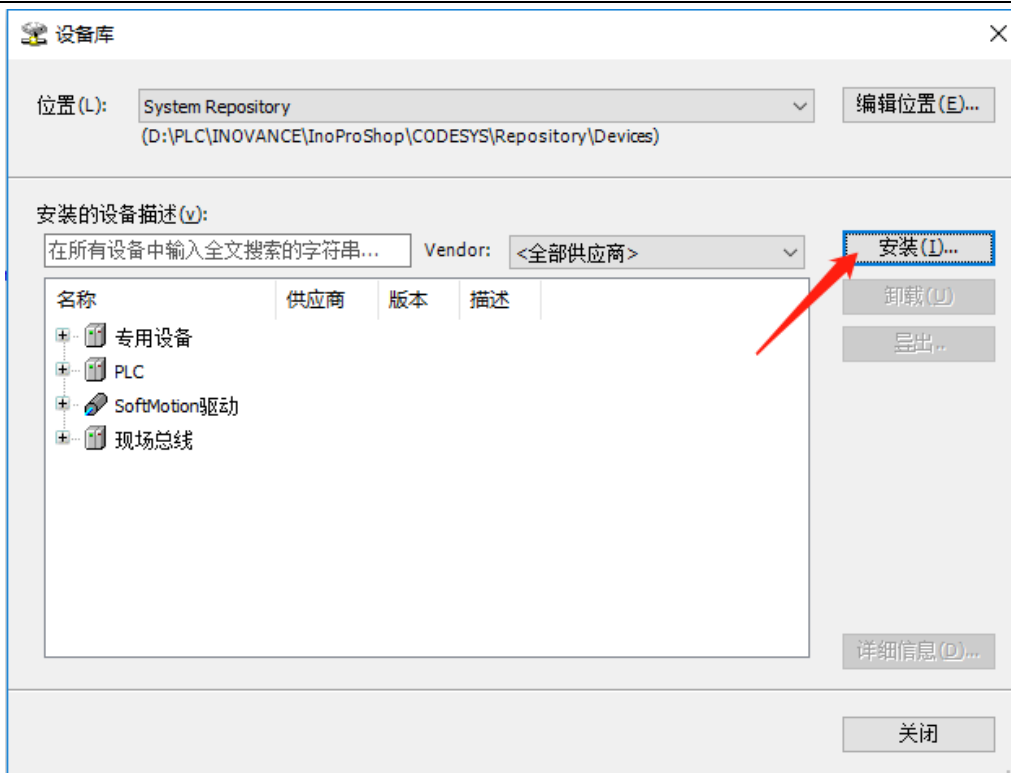 设备库
位置(L): System Repository 编辑位置(E)...
(D:\PLC\INOVANCE\InoProShop\CODESYS\Repository\Devices)
安装的设备描述(v):
在所有设备中输入全文搜索的字符串... Vendor: <全部供应商> 安装(I)...
名称 供应商 版本 描述 卸载(U)
专用设备 导出..
PLC
SoftMotion驱动
现场总线
详细信息(D)...
关闭